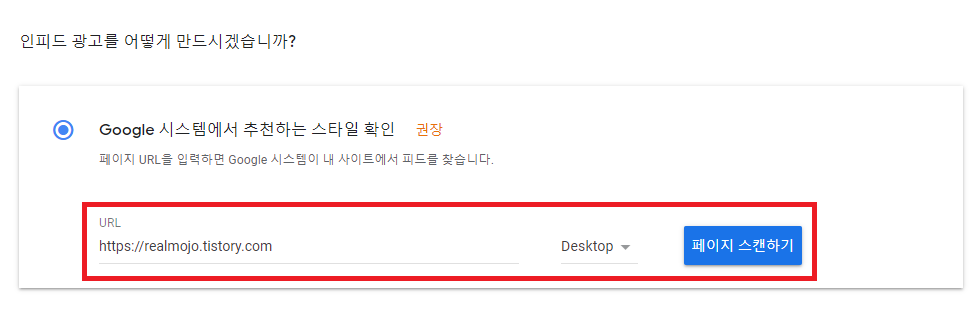 인피드 광고를 어떻게 만드시겠습니까?
Google 시스템에서 추천하는 스타일 확인 권장
페이지 URL을 입력하면 Google 시스템이 내 사이트에서 피드를 찾습니다.
URL
https://realmojo.tistory.com Desktop 페이지 스캔하기